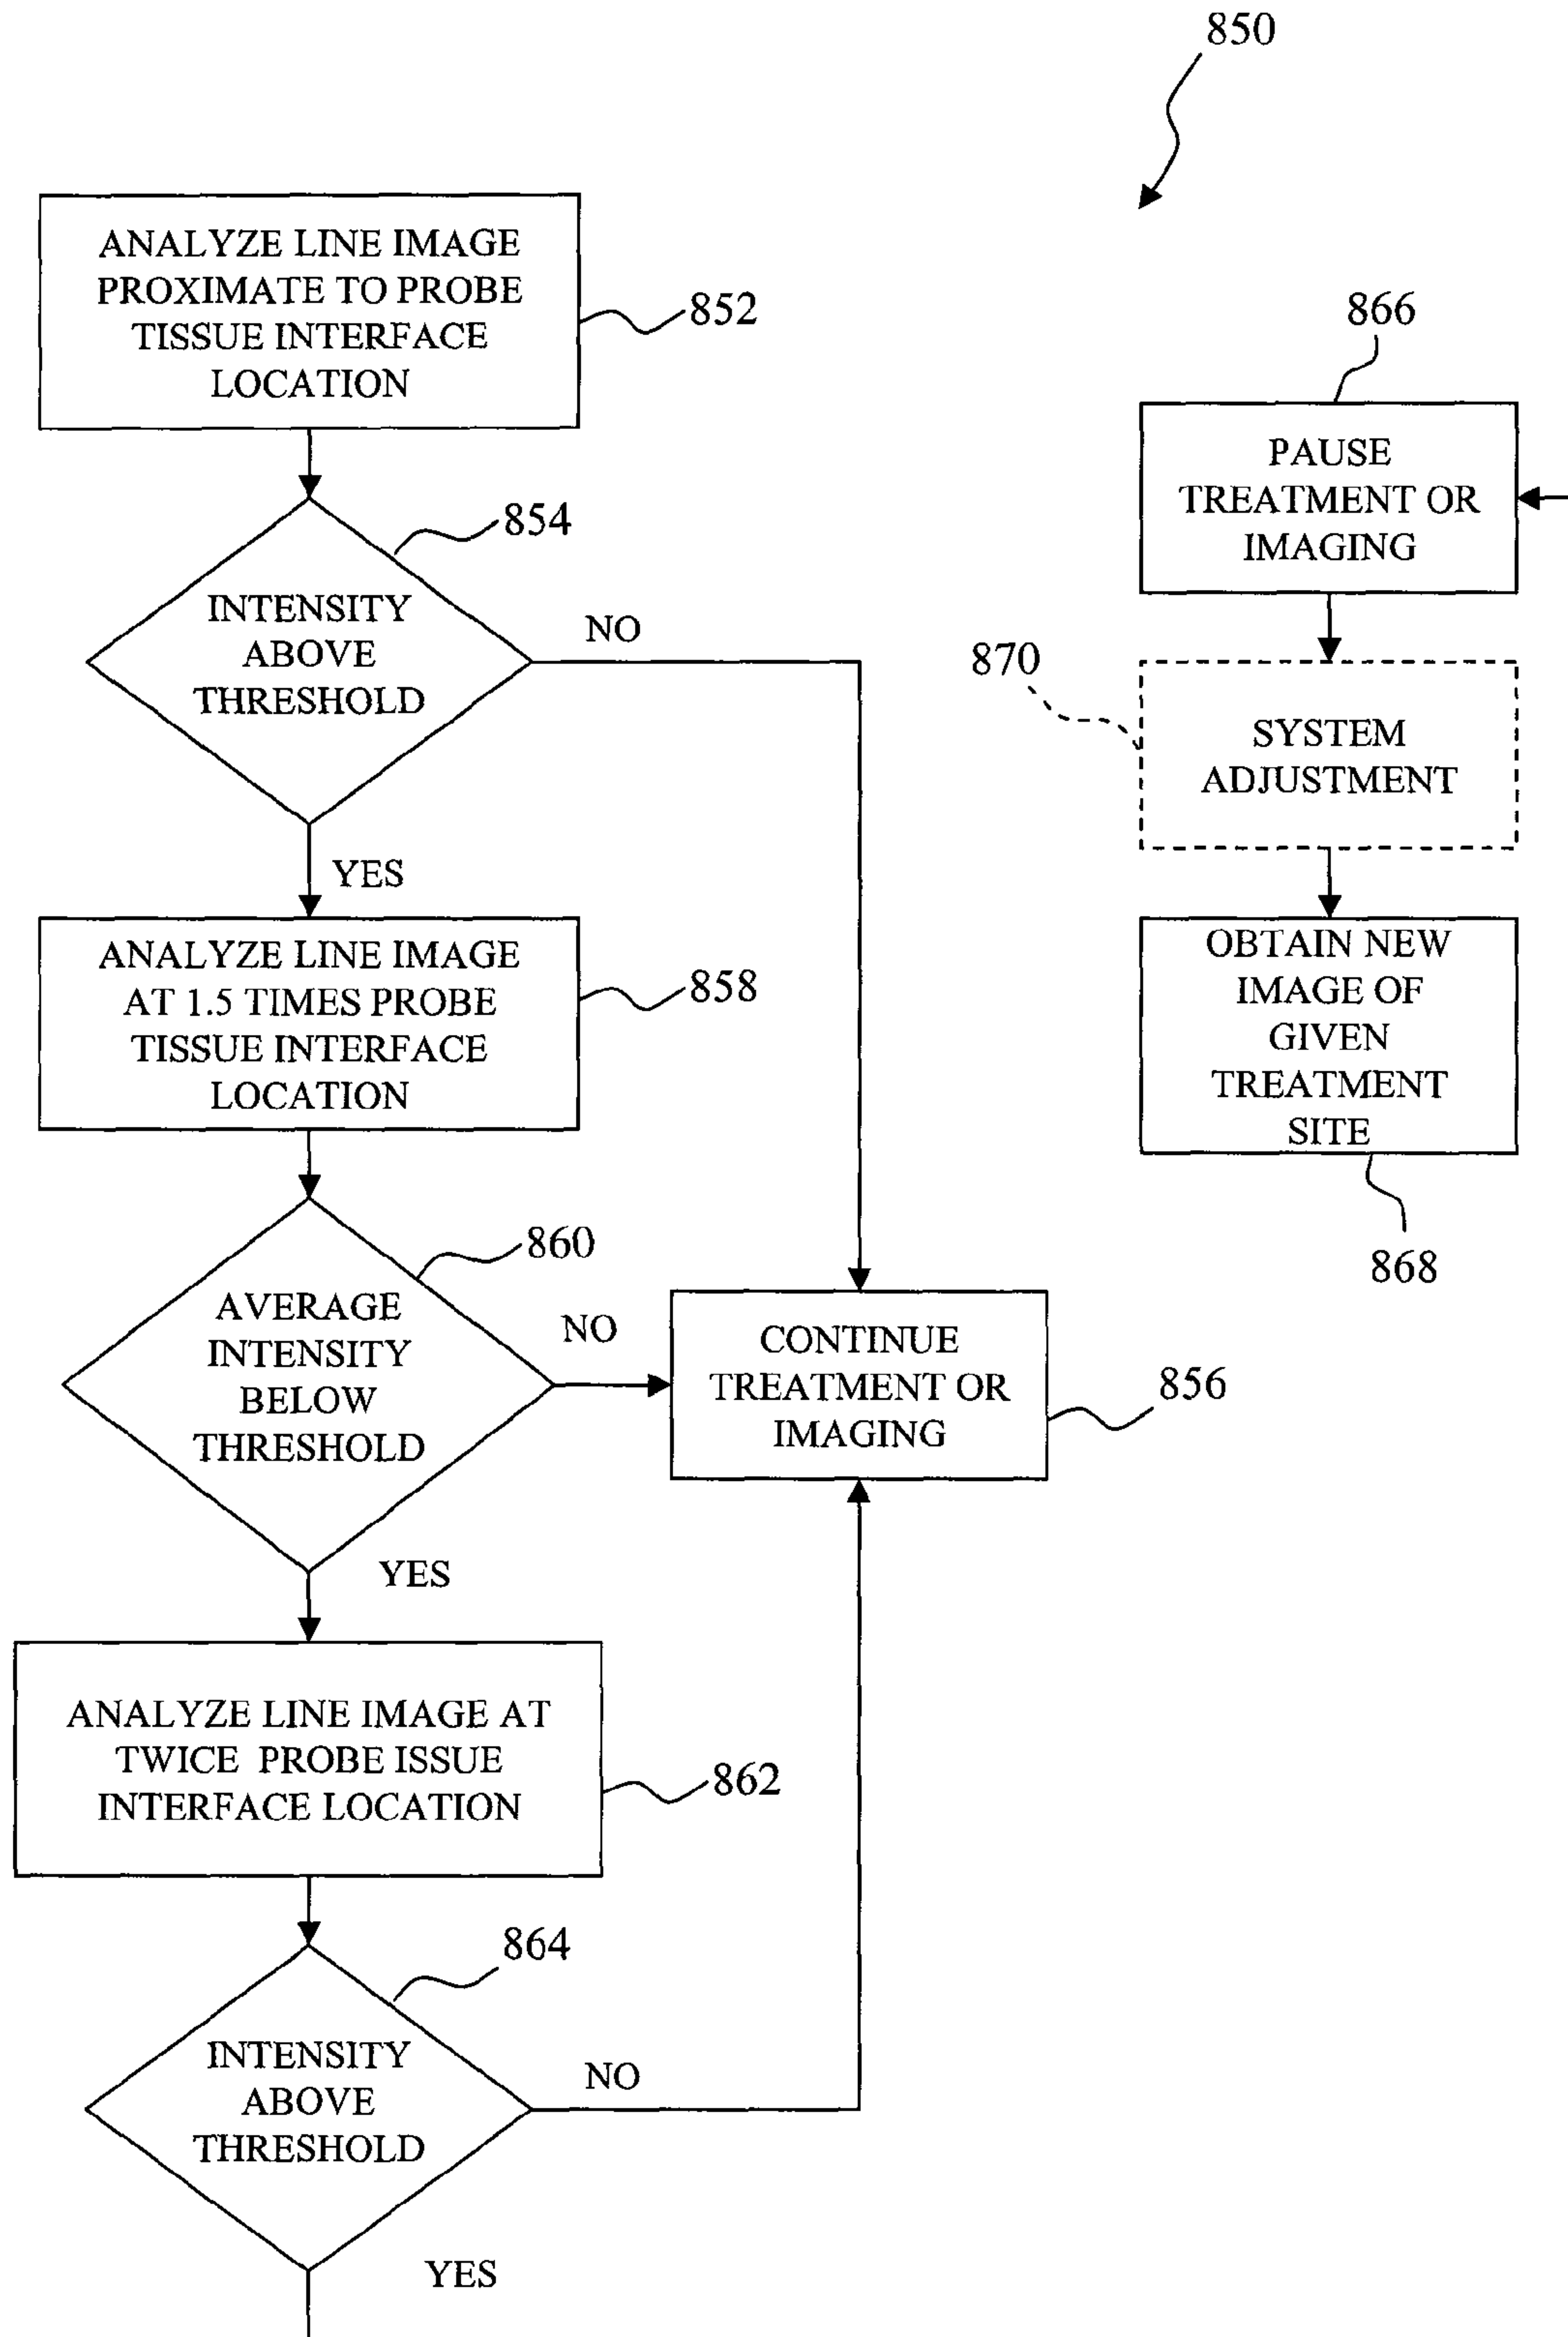 850
ANALYZE LINE IMAGE
PROXIMATE TO PROBE
TISSUE INTERFACE
LOCATION
852
854
INTENSITY
ABOVE
THRESHOLD
NO
YES
ANALYZE LINE IMAGE
AT 1.5 TIMES PROBE
TISSUE INTERFACE
LOCATION
858
860
AVERAGE
INTENSITY
BELOW
THRESHOLD
NO
YES
CONTINUE
TREATMENT OR
IMAGING
856
ANALYZE LINE IMAGE AT
TWICE PROBE ISSUE
INTERFACE LOCATION
862
864
INTENSITY
ABOVE
THRESHOLD
NO
YES
866
PAUSE
TREATMENT OR
IMAGING
870
SYSTEM
ADJUSTMENT
OBTAIN NEW
IMAGE OF
GIVEN
TREATMENT
SITE
868